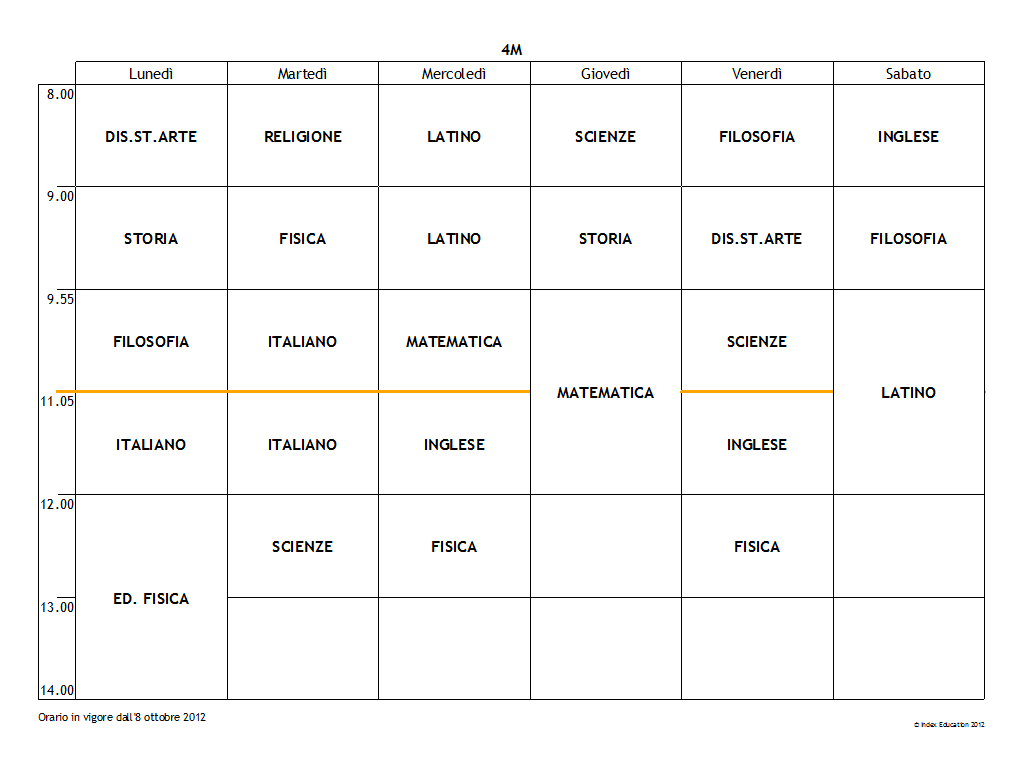 4M
Lunedì Martedì Mercoledì Giovedì Venerdì Sabato
8.00
DIS.ST.ARTE RELIGIONE LATINO SCIENZE FILOSOFIA INGLESE
9.00
STORIA FISICA LATINO STORIA DIS.ST.ARTE FILOSOFIA
9.55
FILOSOFIA ITALIANO MATEMATICA SCIENZE
MATEMATICA LATINO
11.05
ITALIANO ITALIANO INGLESE INGLESE
12.00
SCIENZE FISICA FISICA
ED. FISICA
13.00
14.00
Orario in vigore dall'8 ottobre 2012
© Index Education 2012